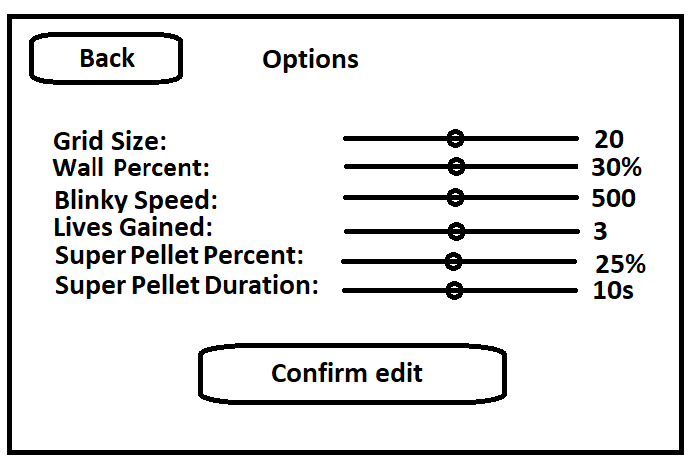 Back Options
Grid Size: 20
Wall Percent: 30%
Blinky Speed: 500
Lives Gained: 3
Super Pellet Percent: 25%
Super Pellet Duration: 10s
Confirm edit